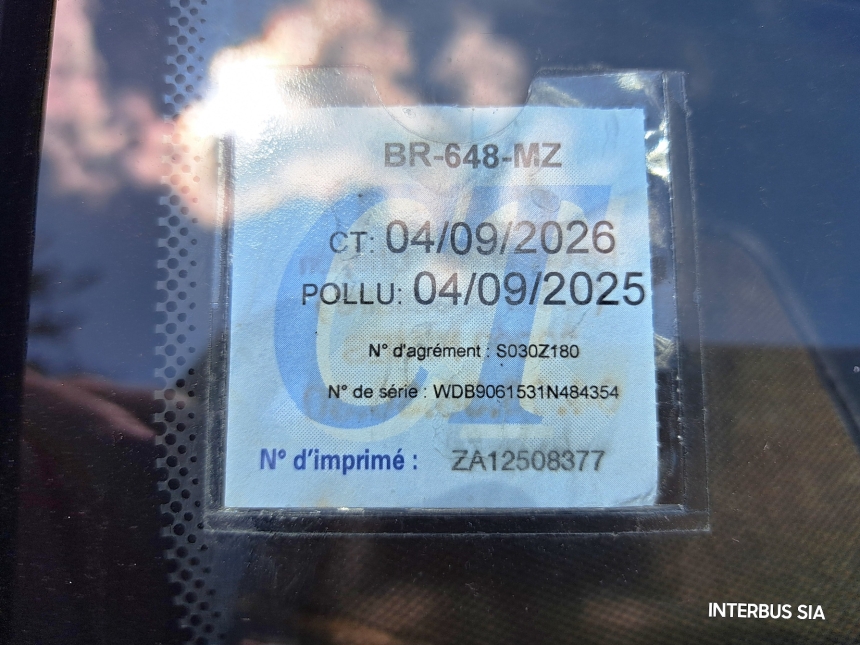 BR-648-MZ
CT: 04/09/2026
POLLU: 04/09/2025
N° d'agrément : S030Z180
N° de série : WDB9061531N484354
N° d'imprimé : ZA12508377
INTERBUS SIA